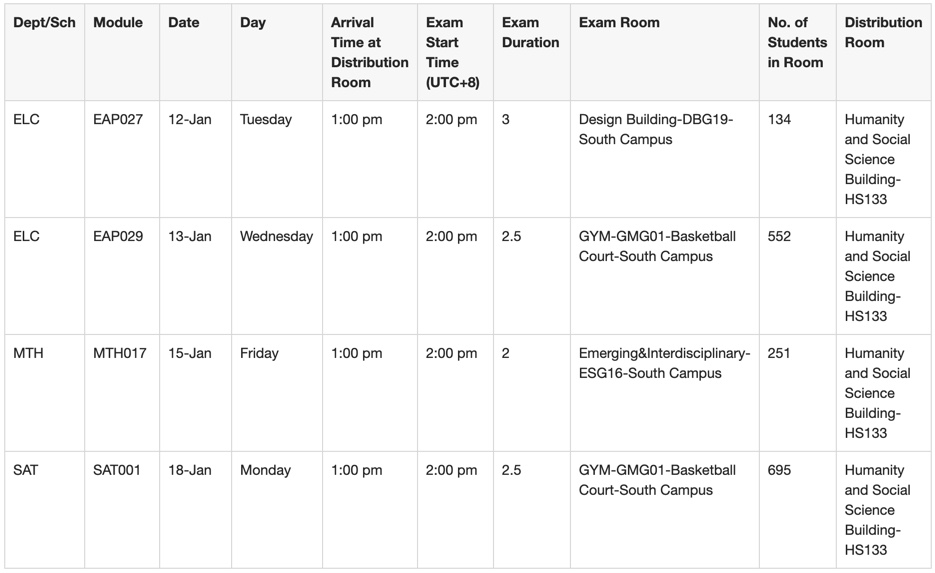 Dept/Sch Module Date Day Arrival Time at Distribution Room Exam Start Time (UTC+8) Exam Duration Exam Room No. of Students in Room Distribution Room
ELC EAP027 12-Jan Tuesday 1:00 pm 2:00 pm 3 Design Building-DBG19-South Campus 134 Humanity and Social Science Building-HS133
ELC EAP029 13-Jan Wednesday 1:00 pm 2:00 pm 2.5 GYM-GMG01-Basketball Court-South Campus 552 Humanity and Social Science Building-HS133
MTH MTH017 15-Jan Friday 1:00 pm 2:00 pm 2 Emerging&Interdisciplinary-ESG16-South Campus 251 Humanity and Social Science Building-HS133
SAT SAT001 18-Jan Monday 1:00 pm 2:00 pm 2.5 GYM-GMG01-Basketball Court-South Campus 695 Humanity and Social Science Building-HS133